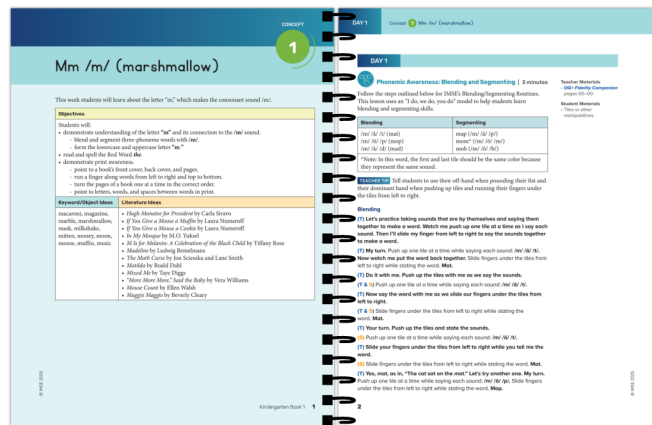 CONCEPT
1
Mm /m/ (marshmallow)
This week students will learn about the letter "m," which makes the consonant sound /m/.
Objectives
Students will:
• demonstrate understanding of the letter "m" and its connection to the /m/ sound.
- blend and segment three-phoneme words with /m/.
- form the lowercase and uppercase letter "m."
• read and spell the Red Word the.
• demonstrate print awareness.
- point to a book's front cover, back cover, and pages.
- run a finger along words from left to right and top to bottom.
- turn the pages of a book one at a time in the correct order.
- point to letters, words, and spaces between words in print.
Keyword/Object Ideas
macaroni, magazine,
marble, marshmallow,
mask, milkshake,
mitten, money, moon,
mouse, muffin, music
Literature Ideas
• Hugh Manatee for President by Carla Siravo
• If You Give a Moose a Muffin by Laura Numeroff
• If You Give a Mouse a Cookie by Laura Numeroff
• In My Mosque by M.O. Yuksel
• M Is for Melanin: A Celebration of the Black Child by Tiffany Rose
• Madeline by Ludwig Bemelmans
• The Math Curse by Jon Scieszka and Lane Smith
• Matilda by Roald Dahl
• Mixed Me by Taye Diggs
• "More More More," Said the Baby by Vera Williams
• Mouse Count by Ellen Walsh
• Muggie Maggie by Beverly Cleary
© IMSE 2025
Kindergarten Book 1 1
DAY 1
Concept 1 Mm /m/ (marshmallow)
DAY 1
Phonemic Awareness: Blending and Segmenting | 5 minutes
Follow the steps outlined below for IMSE's Blending/Segmenting Routines.
This lesson uses an "I do, we do, you do" model to help students learn
blending and segmenting skills.
Blending
/m/ /ă/ /t/ (mat)
/m/ /ŏ/ /p/ (mop)
/m/ /ă/ /d/ (mad)
Segmenting
map (/m/ /ă/ /p/)
mom* (/m/ /ŏ/ /m/)
mob (/m/ /ŏ/ /b/)
*Note: In this word, the first and last tile should be the same color because
they represent the same sound.
TEACHER TIP Tell students to use their off-hand when pounding their fist and
their dominant hand when pushing up tiles and running their fingers under
the tiles from left to right.
Blending
(T) Let's practice taking sounds that are by themselves and saying them
together to make a word. Watch me push up one tile at a time as I say each
sound. Then I'll slide my finger from left to right to say the sounds together
to make a word.
(T) My turn. Push up one tile at a time while saying each sound: /m/ /ă/ /t/.
Now watch me put the word back together. Slide fingers under the tiles from
left to right while stating the word. Mat.
(T) Do it with me. Push up the tiles with me as we say the sounds.
(T & S) Push up one tile at a time while saying each sound: /m/ /ă/ /t/.
(T) Now say the word with me as we slide our fingers under the tiles from
left to right.
(T & S) Slide fingers under the tiles from left to right while stating the
word. Mat.
(T) Your turn. Push up the tiles and state the sounds.
(S) Push up one tile at a time while saying each sound: /m/ /ă/ /t/.
(T) Slide your fingers under the tiles from left to right while you tell me the
word.
(S) Slide fingers under the tiles from left to right while stating the word. Mat.
(T) Yes, mat, as in, "The cat sat on the mat." Let's try another one. My turn.
Push up one tile at a time while saying each sound: /m/ /ŏ/ /p/. Slide fingers
under the tiles from left to right while stating the word. Mop.
Teacher Materials
- OG+ Fidelity Companion
Student Materials
- Tiles or other
manipulatives
© IMSE 2025
2